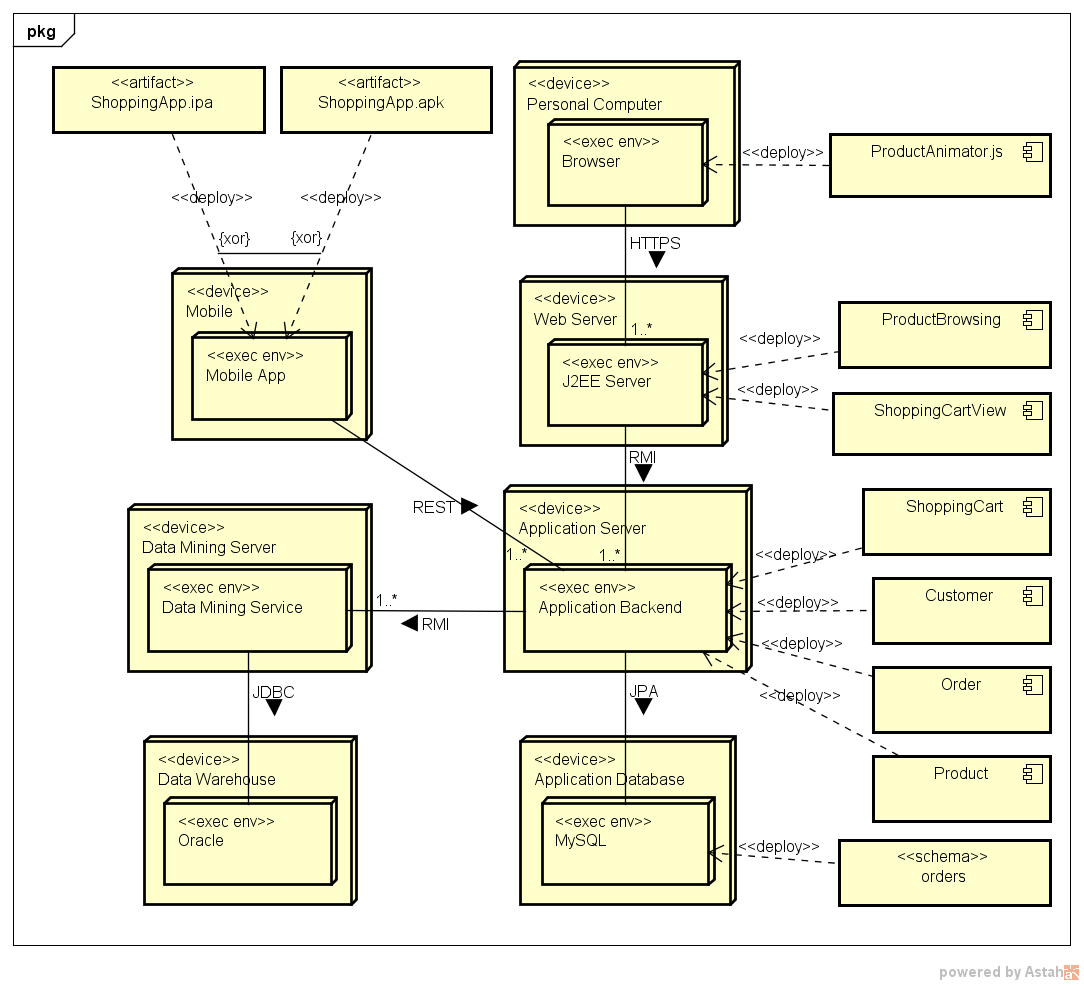 pkg
<<artifact>>
ShoppingApp.ipa
<<artifact>>
ShoppingApp.apk
<<device>>
Personal Computer
<<exec env>>
Browser
<<deploy>>
ProductAnimator.js
<<deploy>>
<<deploy>>
{xor}
{xor}
HTTPS
<<device>>
Mobile
<<exec env>>
Mobile App
<<device>>
Web Server
1..*
<<exec env>>
J2EE Server
<<deploy>>
ProductBrowsing
<<deploy>>
ShoppingCartView
RMI
REST
<<device>>
Application Server
1..*
1..*
<<exec env>>
Application Backend
<<deploy>>
ShoppingCart
<<deploy>>
Customer
<<deploy>>
Order
<<deploy>>
Product
<<device>>
Data Mining Server
<<exec env>>
Data Mining Service
1..*
RMI
JDBC
JPA
<<device>>
Data Warehouse
<<exec env>>
Oracle
<<device>>
Application Database
<<exec env>>
MySQL
<<deploy>>
<<schema>>
orders
powered by Astah